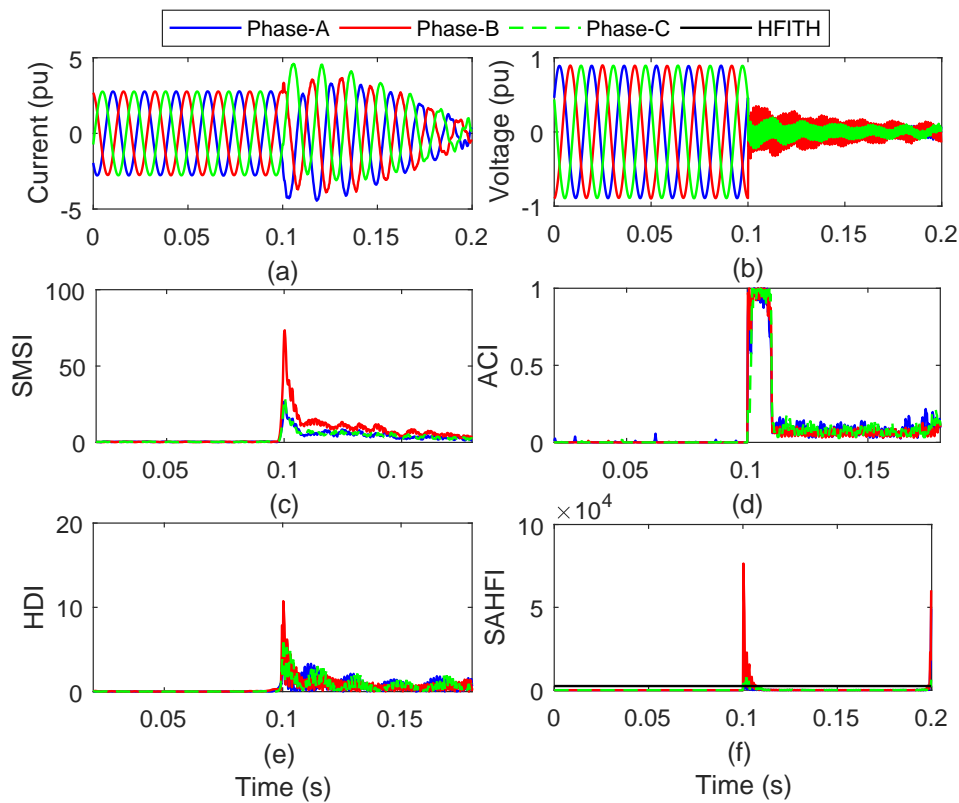 Phase-A Phase-B Phase-C HFITH
Current (pu)
5
0
-5
0 0.05 0.1 0.15 0.2
(a)
Voltage (pu)
1
0
-1
0 0.05 0.1 0.15 0.2
(b)
SMSI
100
50
0
0.05 0.1 0.15
(c)
ACI
1
0.5
0
0.05 0.1 0.15
(d)
HDI
20
10
0
0.05 0.1 0.15
(e)
Time (s)
SAHFI
×10⁴
10
5
0
0 0.05 0.1 0.15 0.2
(f)
Time (s)